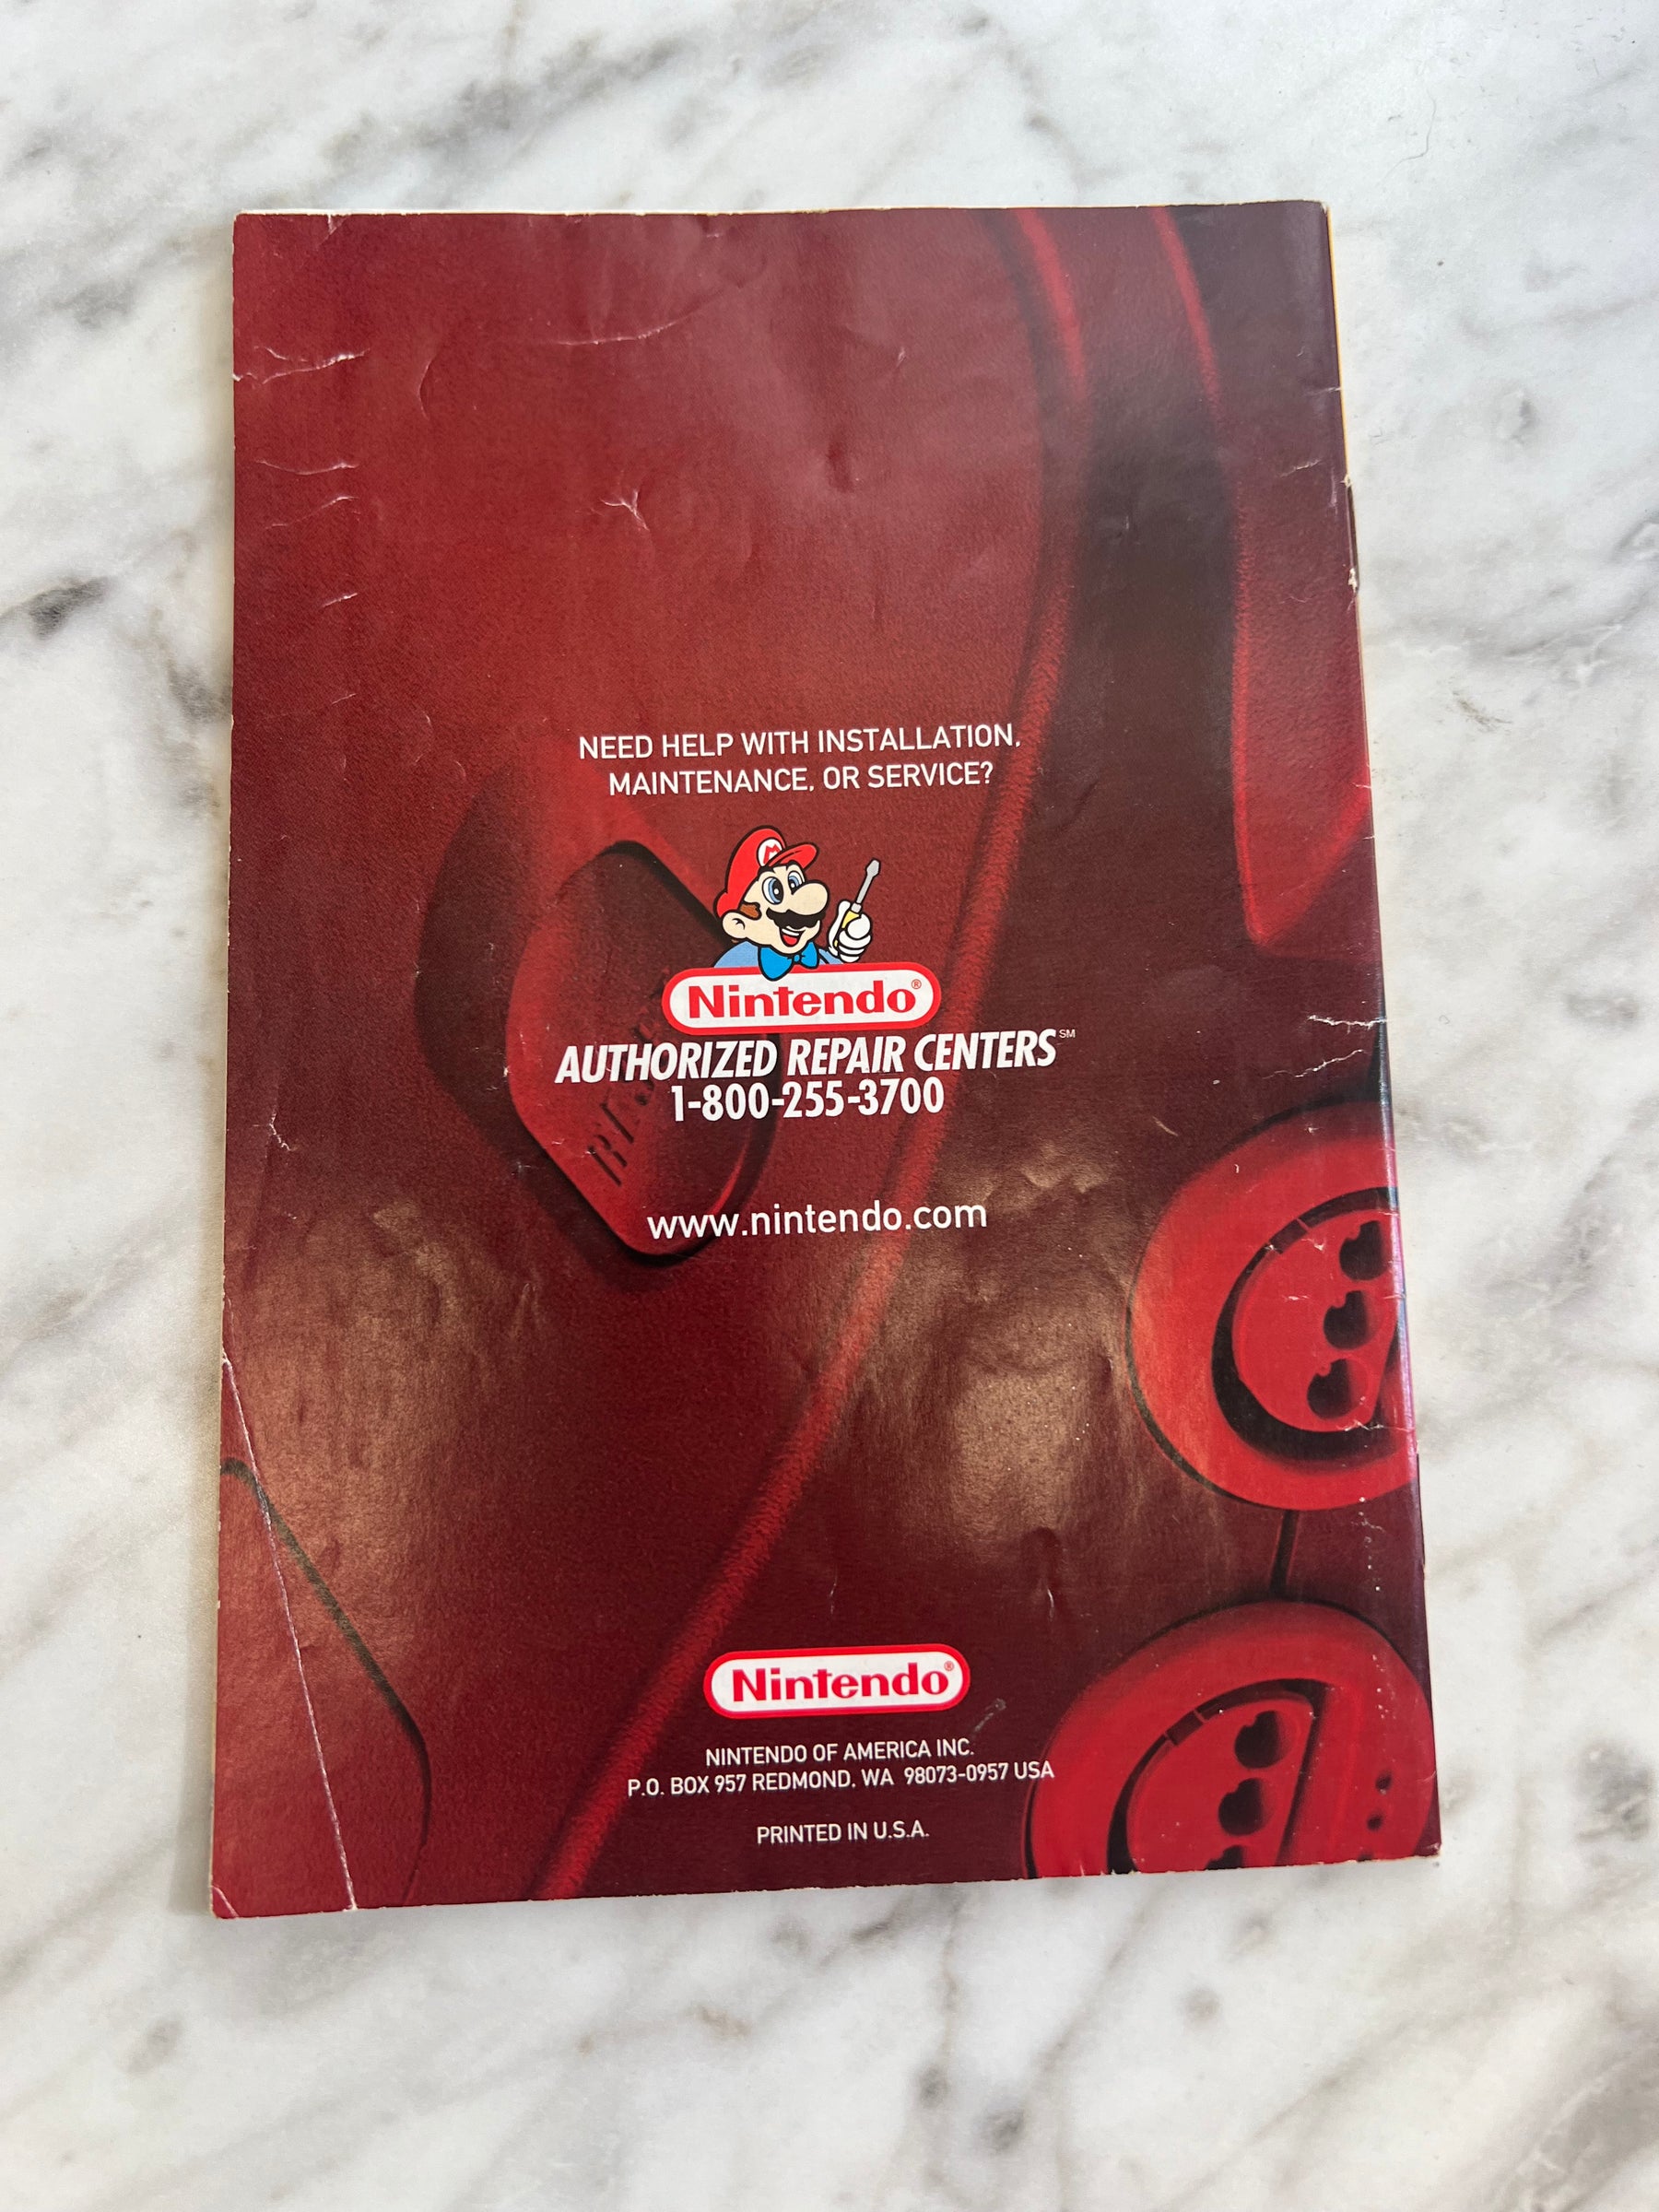 NEED HELP WITH INSTALLATION,
MAINTENANCE, OR SERVICE?
M
Nintendo®
AUTHORIZED REPAIR CENTERS℠
1-800-255-3700
www.nintendo.com
Nintendo®
NINTENDO OF AMERICA INC.
P.O. BOX 957 REDMOND, WA 98073-0957 USA
PRINTED IN U.S.A.